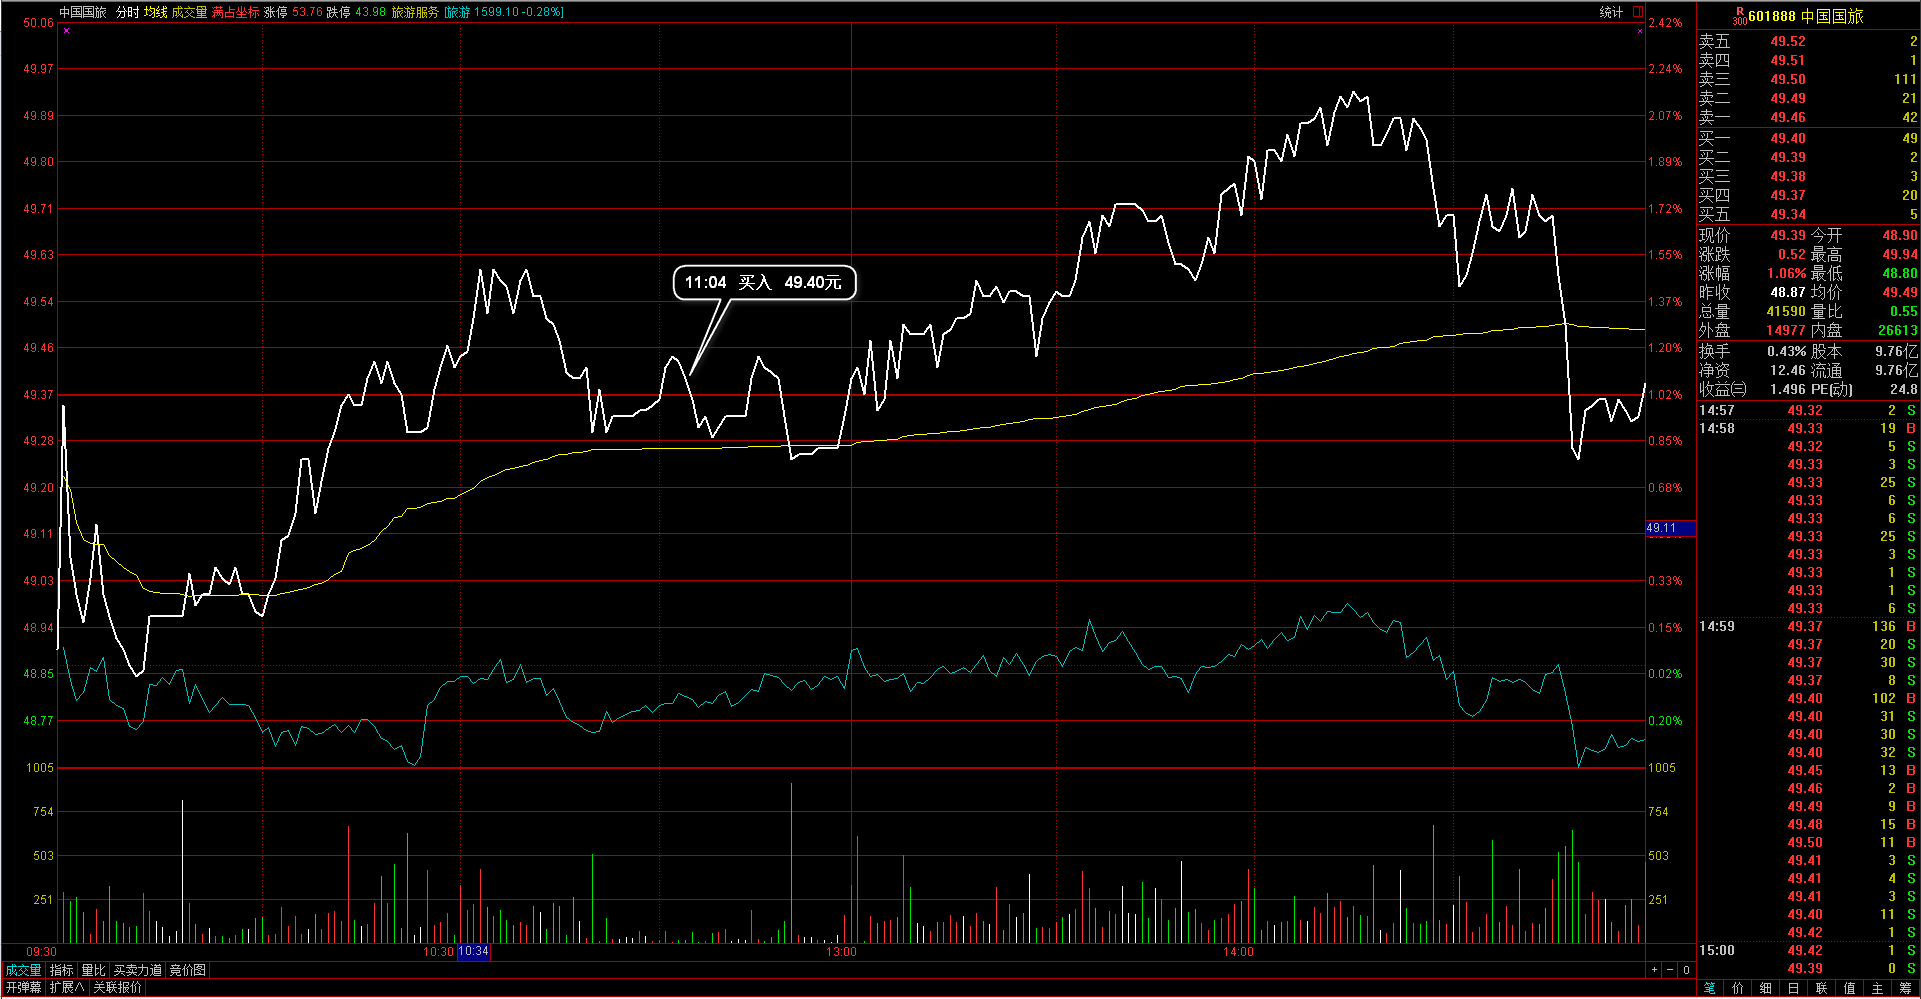 中国国旅 分时 均线 成交量 满占坐标 涨停 53.76 跌停 43.98 旅游服务 [旅游 1599.10 -0.28%] 统计
50.06 2.42%
49.97 2.24%
49.89 2.07%
49.80 1.89%
49.71 1.72%
49.63 1.55%
49.54 1.37%
49.46 1.20%
49.37 1.02%
49.28 0.85%
49.20 0.68%
49.11 49.11
49.03 0.33%
48.94 0.15%
48.85 0.02%
48.77 0.20%
1005 1005
754 754
503 503
251 251
11:04 买入 49.40元
09:30 10:30 10:34 13:00 14:00
成交量 指标 量比 买卖力道 竞价图 + - 0
开弹幕 扩展∧ 关联报价
R 300 601888 中国国旅
卖五 49.52 2
卖四 49.51 1
卖三 49.50 111
卖二 49.49 21
卖一 49.46 42
买一 49.40 49
买二 49.39 2
买三 49.38 3
买四 49.37 20
买五 49.34 5
现价 49.39 今开 48.90
涨跌 0.52 最高 49.94
涨幅 1.06% 最低 48.80
昨收 48.87 均价 49.49
总量 41590 量比 0.55
外盘 14977 内盘 26613
换手 0.43% 股本 9.76亿
净资 12.46 流通 9.76亿
收益㈢ 1.496 PE(动) 24.8
14:57 49.32 2 S
14:58 49.33 19 B
49.32 5 S
49.33 3 S
49.33 25 S
49.33 6 S
49.33 6 S
49.33 25 S
49.33 3 S
49.33 1 S
49.33 1 S
49.33 6 S
14:59 49.37 136 B
49.37 20 S
49.37 30 S
49.37 8 S
49.40 102 B
49.40 31 S
49.40 30 S
49.40 32 S
49.45 13 B
49.46 2 B
49.49 9 B
49.48 15 B
49.50 11 B
49.41 3 S
49.41 4 S
49.41 3 S
49.40 11 S
49.42 1 S
15:00 49.42 1 S
49.39 0 S
笔 价 细 日 联 值 主 筹